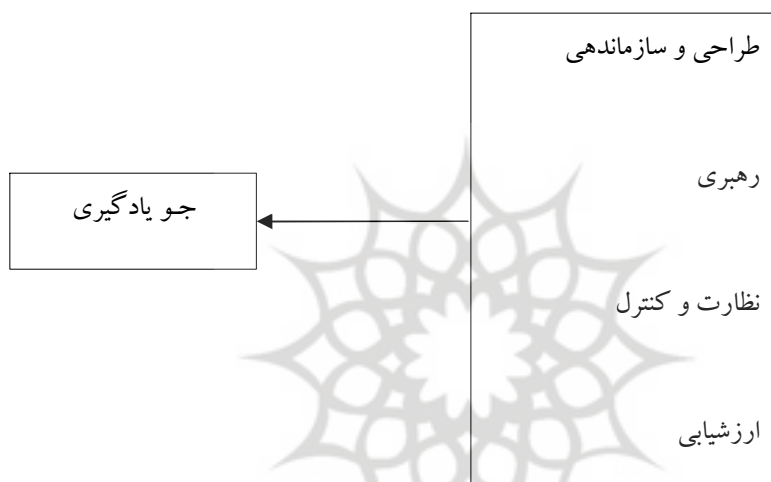 طراحی و سازماندهی
رهبری
جو یادگیری
نظارت و کنترل
ارزشیابی